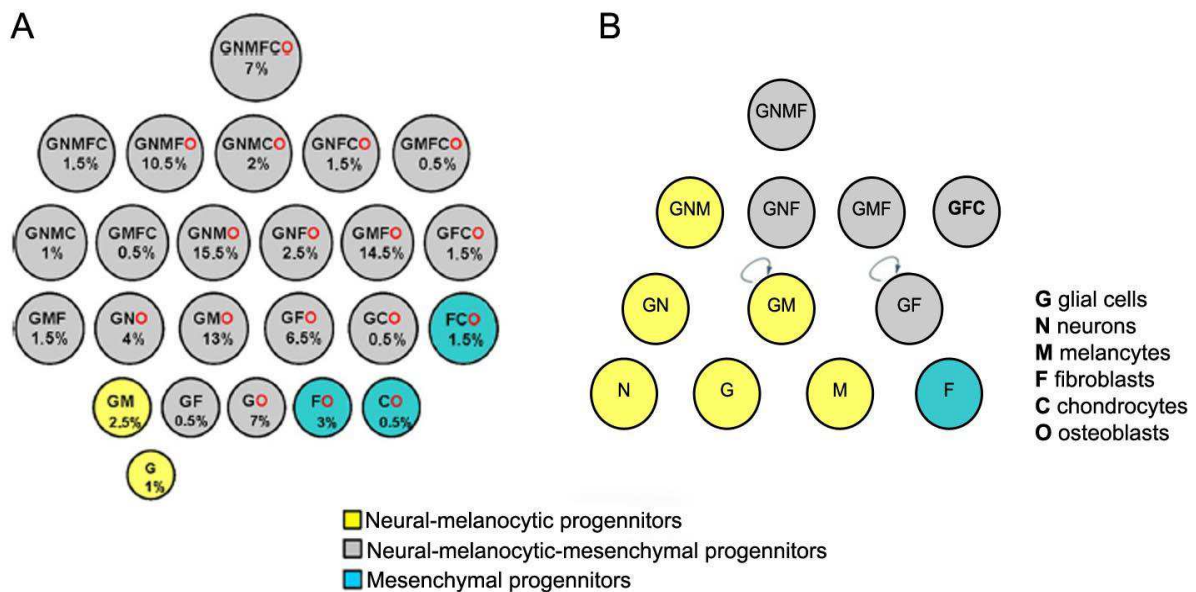 A
B
GNMFCO
7%
GNMFC
1.5%
GNMFO
10.5%
GNMCO
2%
GNFCO
1.5%
GMFCO
0.5%
GNMC
1%
GMFC
0.5%
GNMO
15.5%
GNFO
2.5%
GMFO
14.5%
GFCO
1.5%
GMF
1.5%
GNO
4%
GMO
13%
GFO
6.5%
GCO
0.5%
FCO
1.5%
GM
2.5%
GF
0.5%
GO
7%
FO
3%
CO
0.5%
G
1%
GNMF
GNM
GNF
GMF
GFC
GN
GM
GF
N
G
M
F
G glial cells
N neurons
M melancytes
F fibroblasts
C chondrocytes
O osteoblasts
Neural-melanocytic progennitors
Neural-melanocytic-mesenchymal progennitors
Mesenchymal progennitors